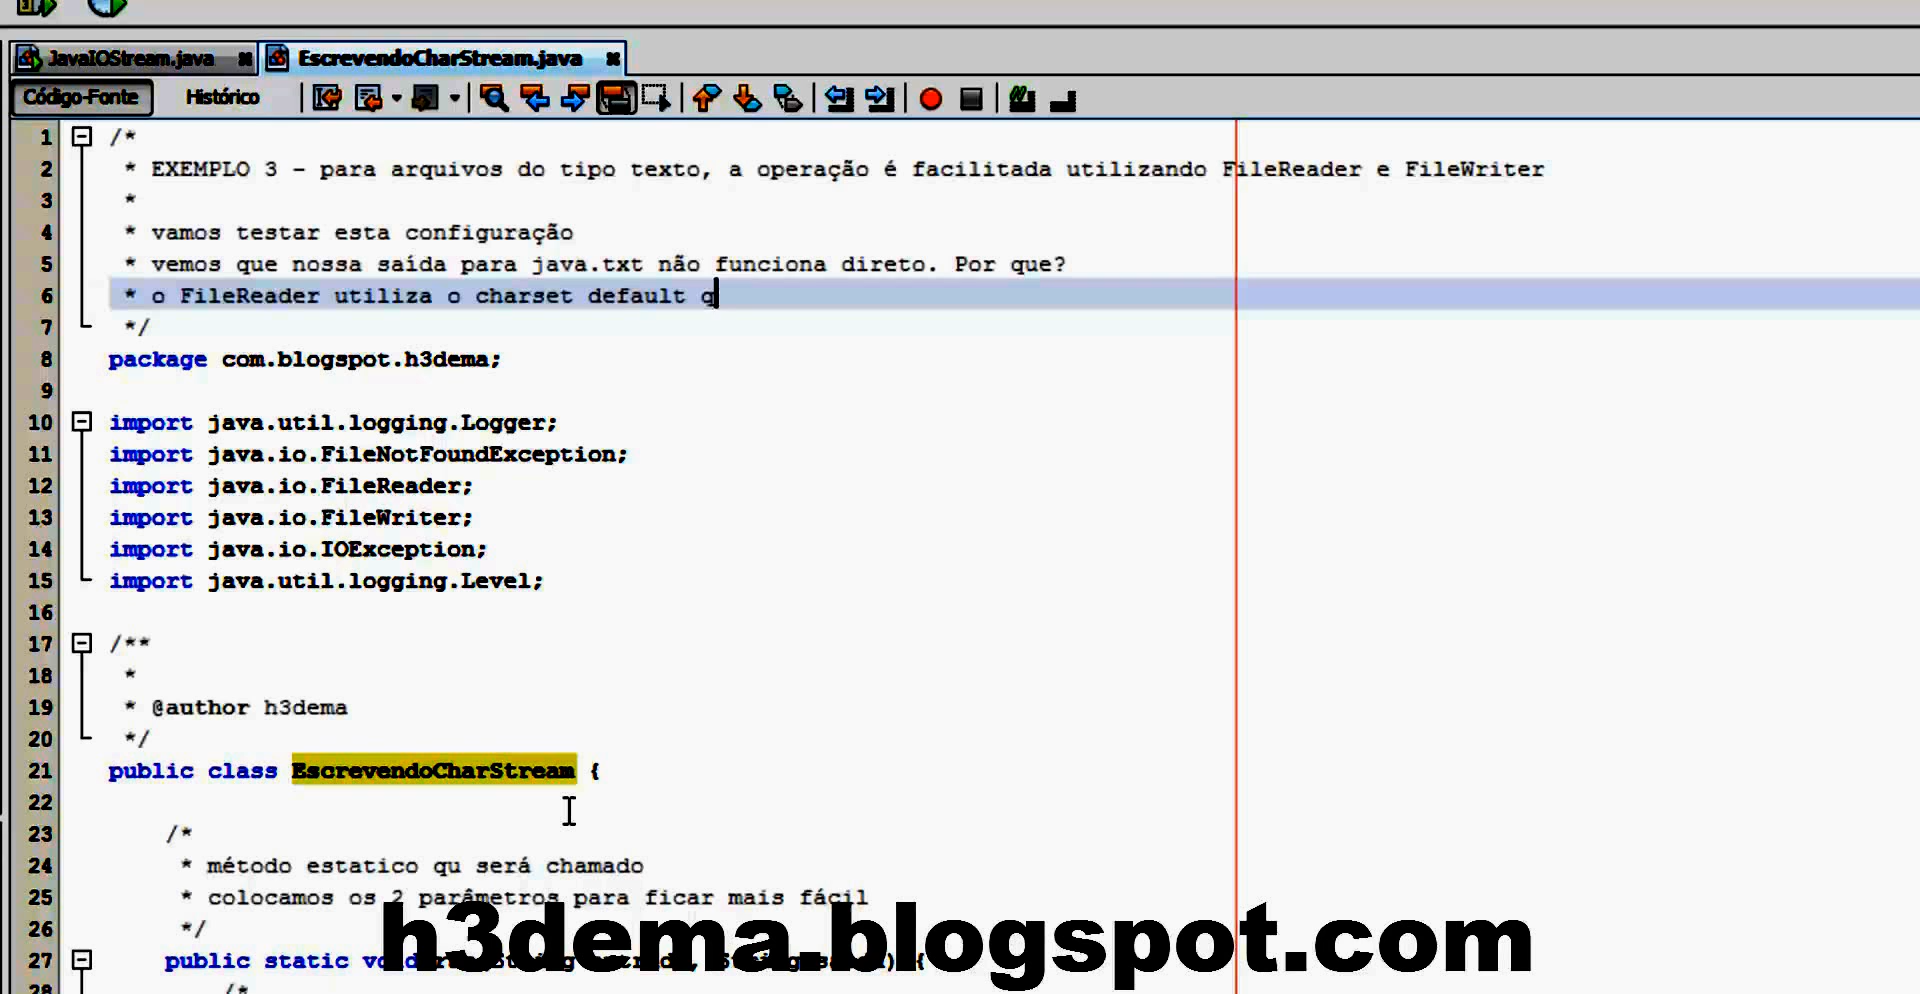 JavaIOStream.java EscrevendoCharStream.java
Código-Fonte Histórico
1 /*
2 * EXEMPLO 3 - para arquivos do tipo texto, a operação é facilitada utilizando FileReader e FileWriter
3 *
4 * vamos testar esta configuração
5 * vemos que nossa saída para java.txt não funciona direto. Por que?
6 * o FileReader utiliza o charset default q
7 */
8 package com.blogspot.h3dema;
9
10 import java.util.logging.Logger;
11 import java.io.FileNotFoundException;
12 import java.io.FileReader;
13 import java.io.FileWriter;
14 import java.io.IOException;
15 import java.util.logging.Level;
16
17 /**
18 *
19 * @author h3dema
20 */
21 public class EscrevendoCharStream {
22
23 /*
24 * método estatico qu será chamado
25 * colocamos os 2 parâmetros para ficar mais fácil
26 */
27 public static {
28 /*
h3dema.blogspot.com